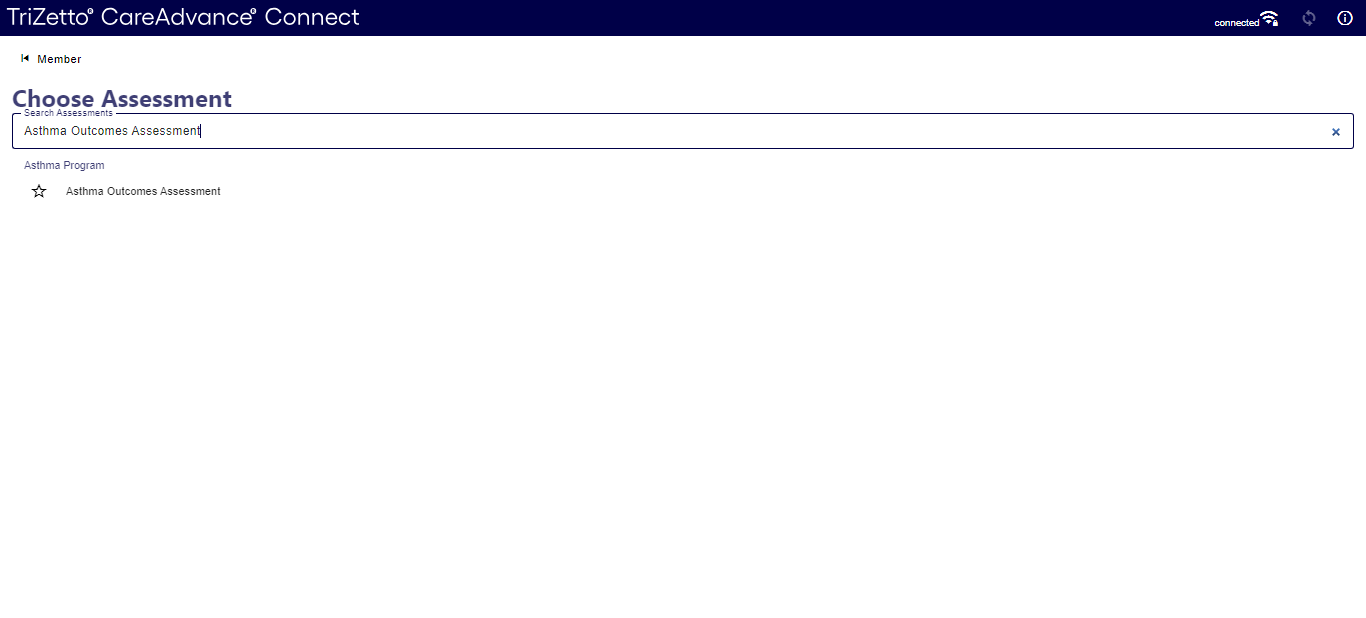 TriZetto® CareAdvance® Connect
connected
Member
Choose Assessment
Search Assessments
Asthma Outcomes Assessment
Asthma Program
Asthma Outcomes Assessment